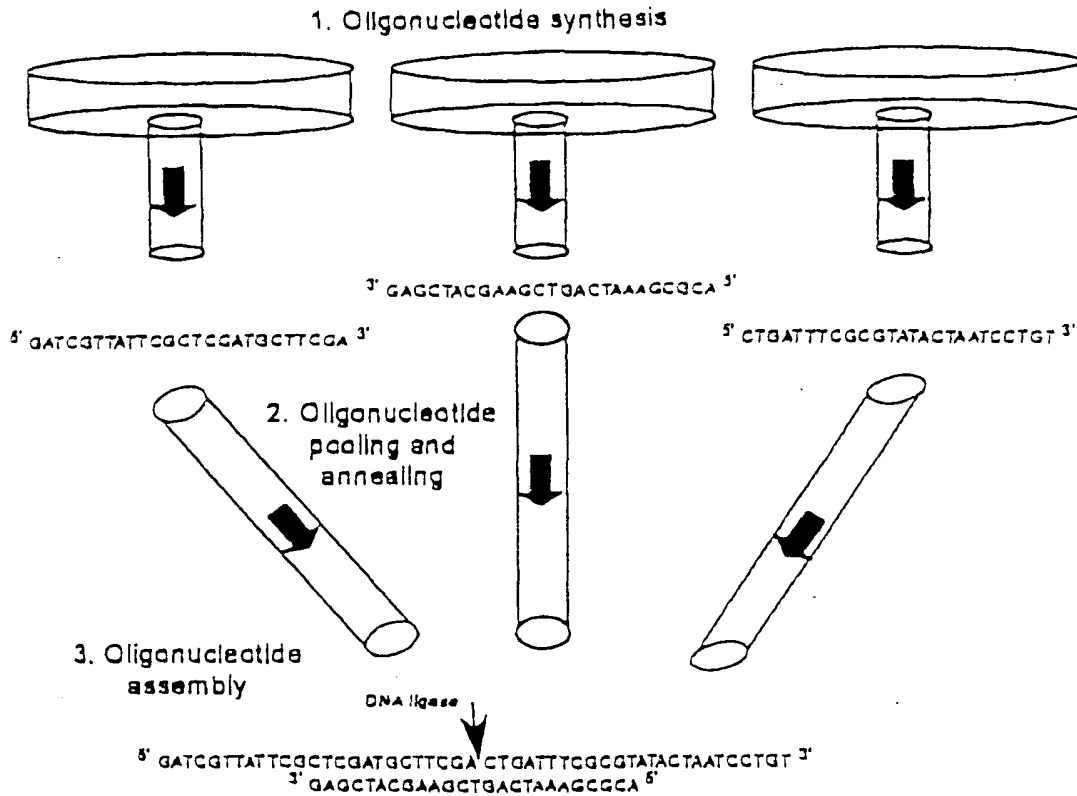 1. Oligonucleotide synthesis
3' GAGCTACGAAGCTGACTAAAGCGCA 5'
5' GATCGTTATTCGCTCGATGCTTCGA 3'
5' CTGATTTCGCGTATACTAATCCTGT 3'
2. Oligonucleotide
pooling and
annealing
3. Oligonucleotide
assembly
DNA ligase
5' GATCGTTATTCGCTCGATGCTTCGA CTGATTTCGCGTATACTAATCCTGT 3'
3' GAGCTACGAAGCTGACTAAAGCGCA 5'